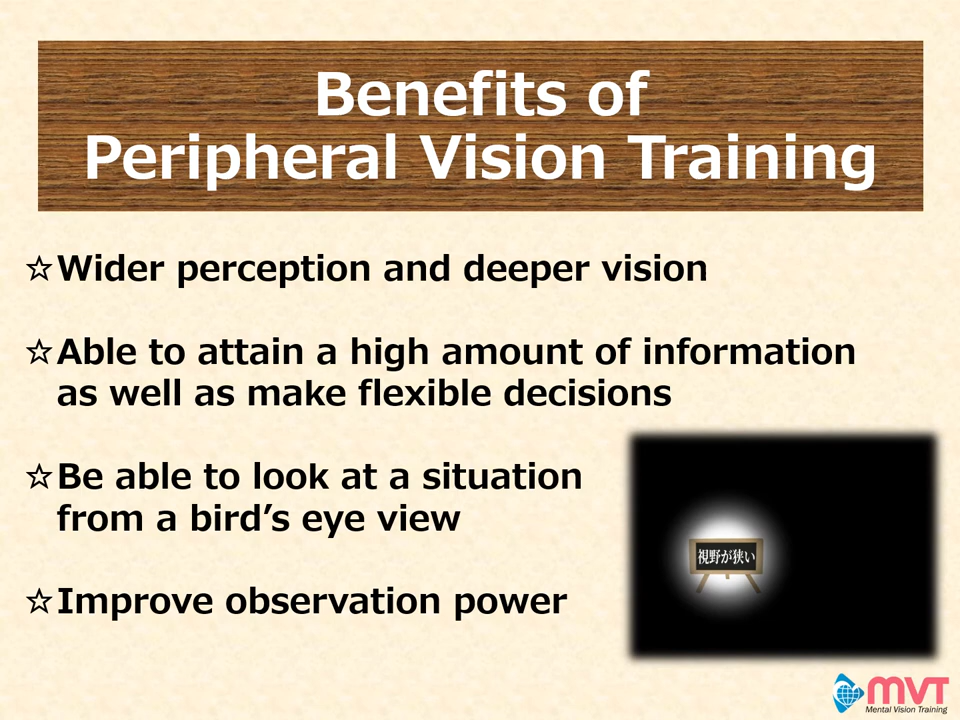 Benefits of
Peripheral Vision Training
☆Wider perception and deeper vision
☆Able to attain a high amount of information
as well as make flexible decisions
☆Be able to look at a situation
from a bird’s eye view
視野が狭い
☆Improve observation power
MVT
Mental Vision Training